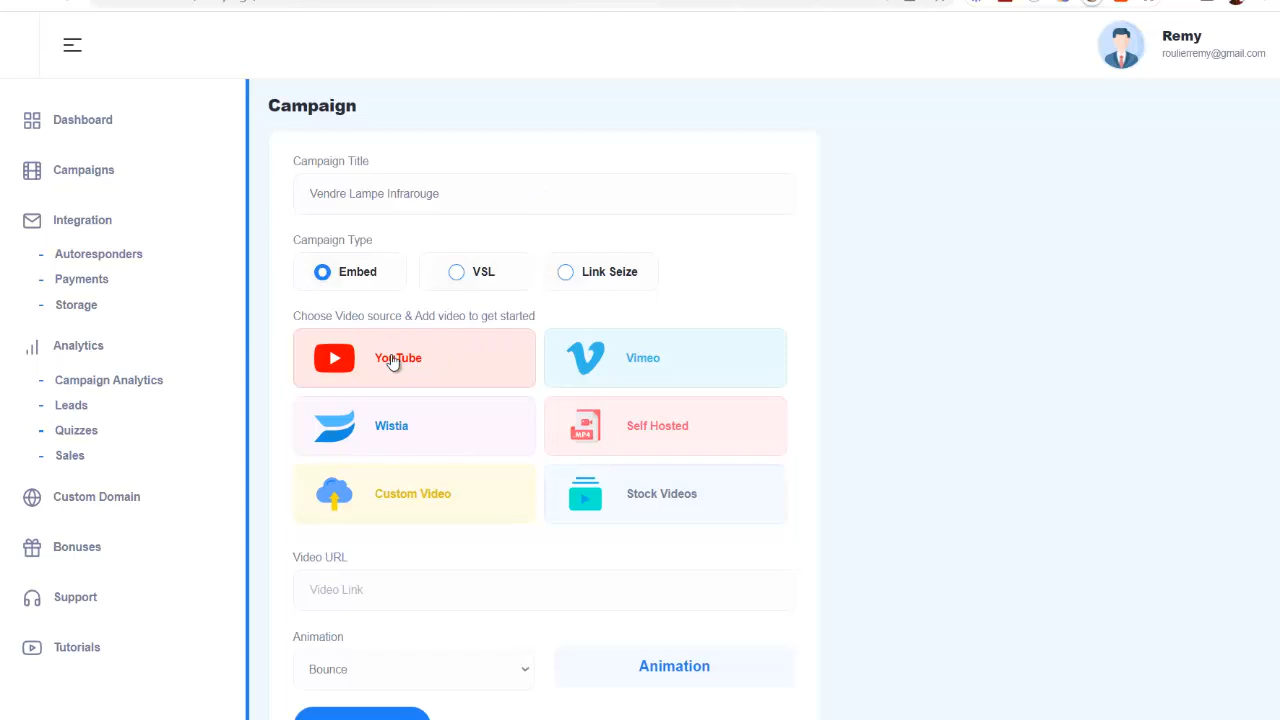 Remy
roulierremy@gmail.com
Dashboard
Campaigns
Integration
- Autoresponders
- Payments
- Storage
Analytics
- Campaign Analytics
- Leads
- Quizzes
- Sales
Custom Domain
Bonuses
Support
Tutorials
Campaign
Campaign Title
Vendre Lampe Infrarouge
Campaign Type
Embed
VSL
Link Seize
Choose Video source & Add video to get started
YouTube
Vimeo
Wistia
MP4
Self Hosted
Custom Video
Stock Videos
Video URL
Video Link
Animation
Bounce
Animation